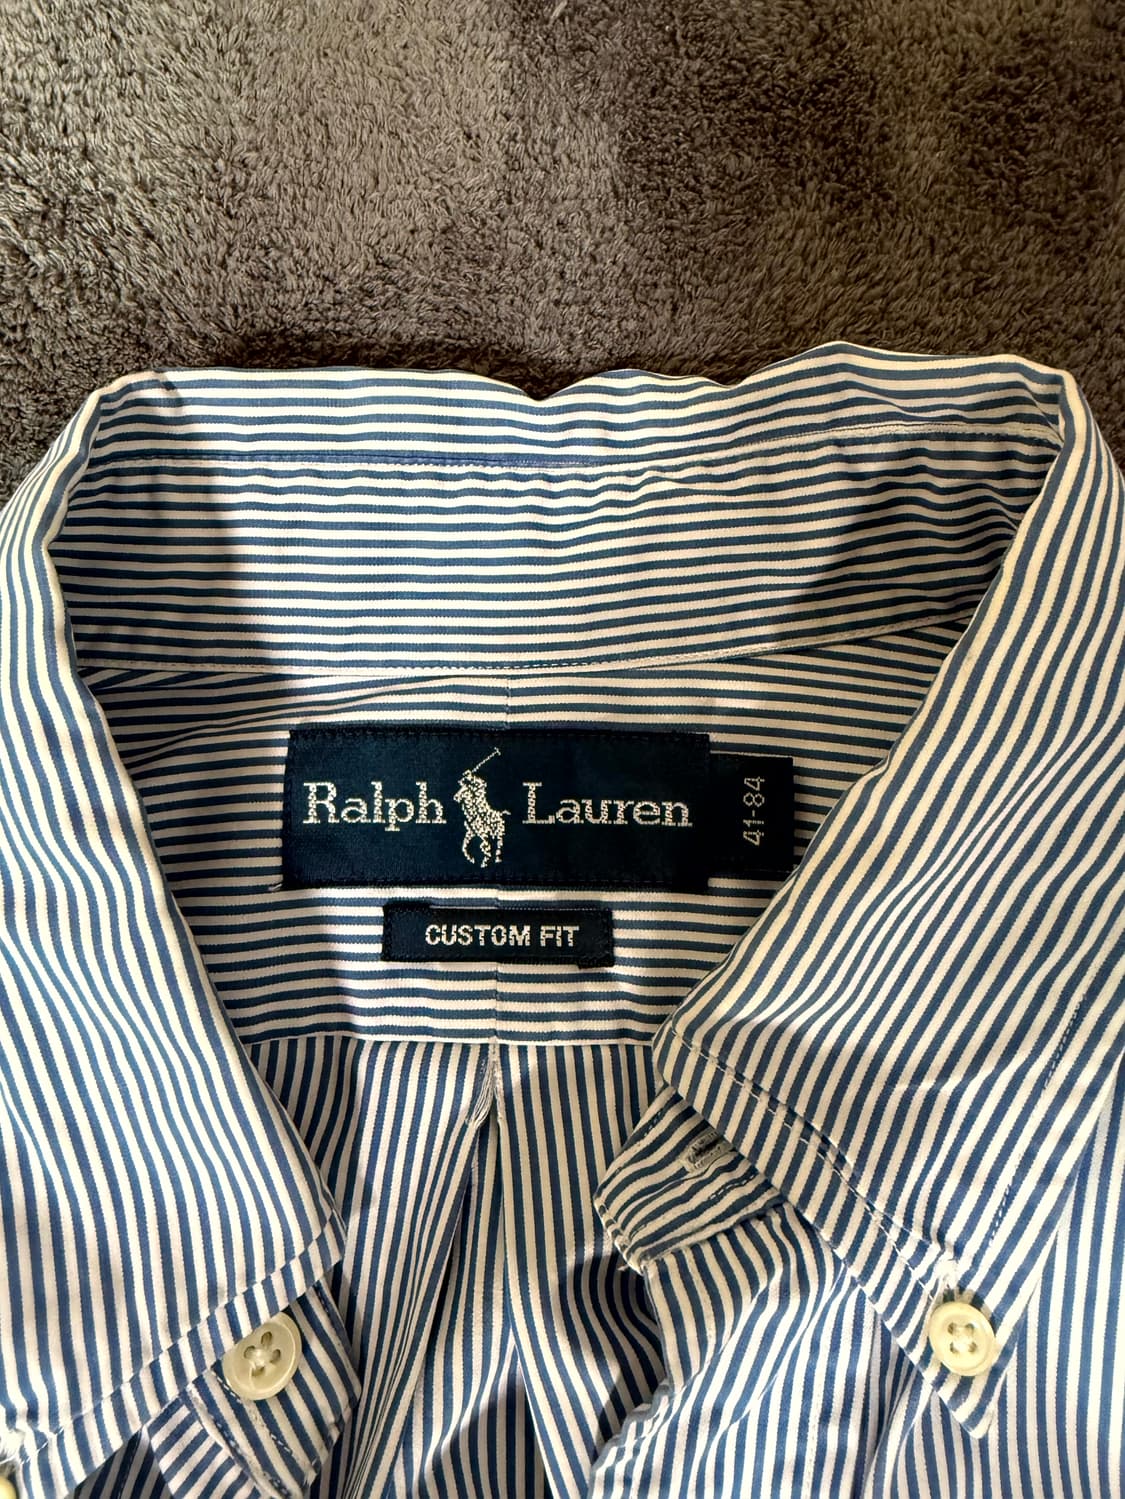 Ralph Lauren
41-84
CUSTOM FIT